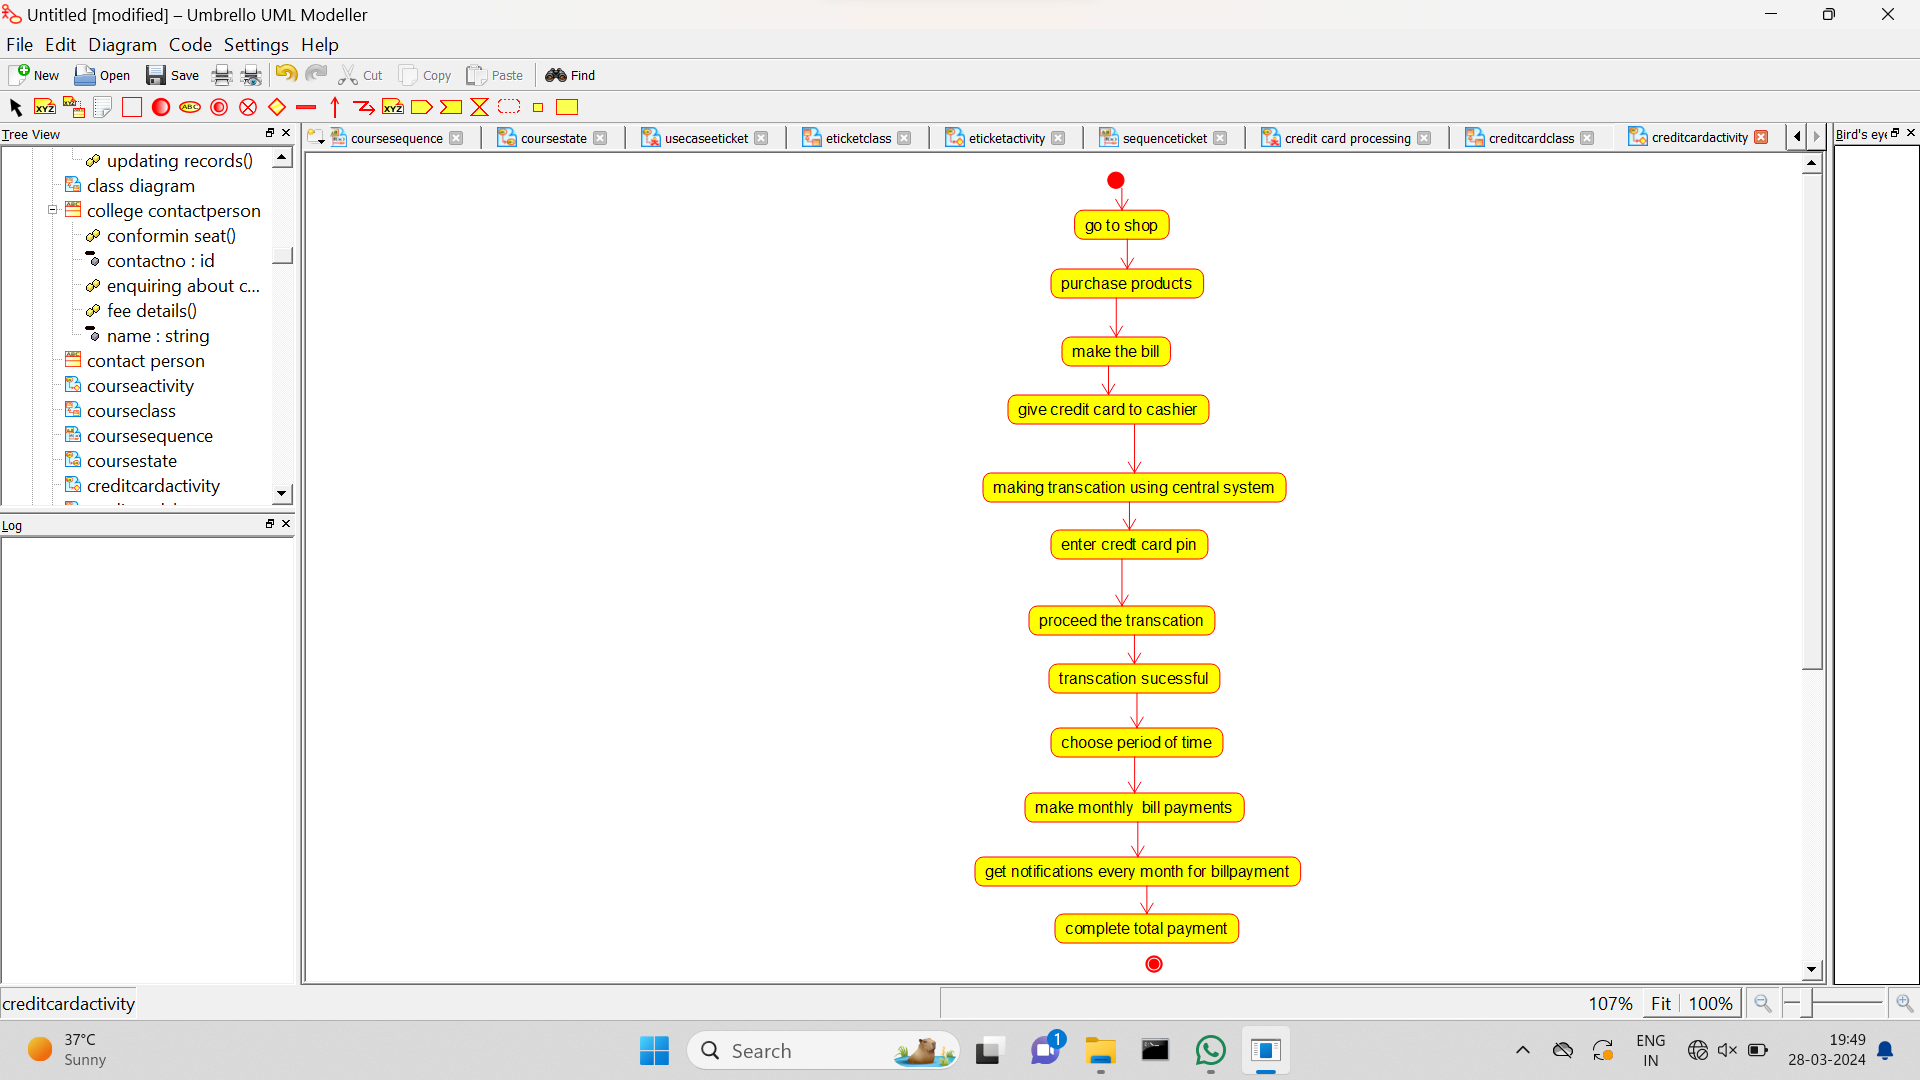 Untitled [modified] – Umbrello UML Modeller
File Edit Diagram Code Settings Help
New Open Save Cut Copy Paste Find
XYZ ABC XYZ
Tree View
updating records()
class diagram
college contactperson
conformin seat()
contactno : id
enquiring about c...
fee details()
name : string
contact person
courseactivity
courseclass
coursesequence
coursestate
creditcardactivity
Log
coursesequence coursestate usecaseeticket eticketclass eticketactivity sequenceticket credit card processing creditcardclass creditcardactivity
Bird's eye
go to shop
purchase products
make the bill
give credit card to cashier
making transcation using central system
enter credt card pin
proceed the transcation
transcation sucessful
choose period of time
make monthly  bill payments
get notifications every month for billpayment
complete total payment
creditcardactivity
107% Fit 100%
37°C
Sunny
Search
1
ENG
IN
19:49
28-03-2024